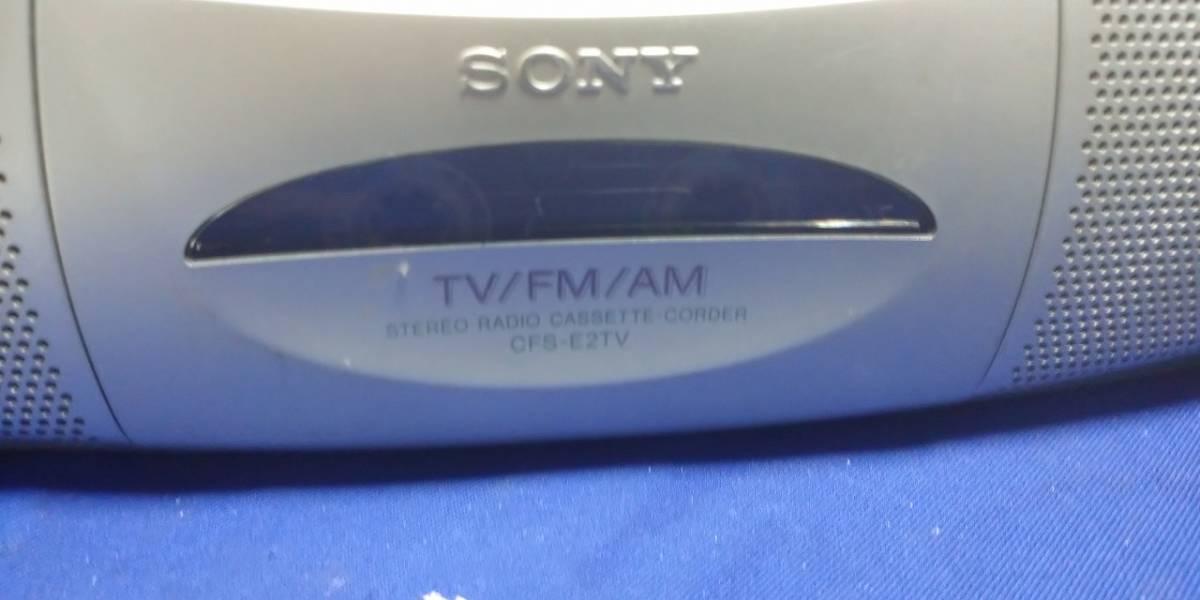 SONY
TV/FM/AM
STEREO RADIO CASSETTE-CORDER
CFS-E2TV